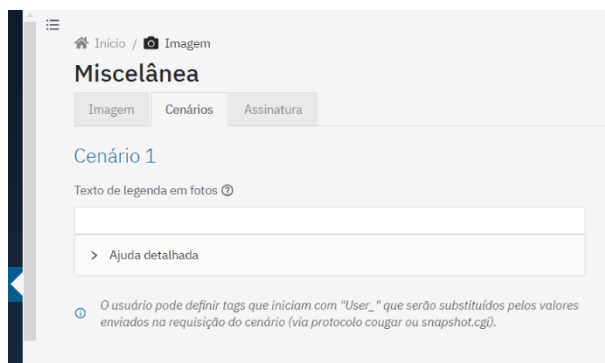 Início / Imagem
Miscelânea
Imagem Cenários Assinatura
Cenário 1
Texto de legenda em fotos
> Ajuda detalhada
O usuário pode definir tags que iniciam com "User_" que serão substituídos pelos valores
enviados na requisição do cenário (via protocolo cougar ou snapshot.cgi).